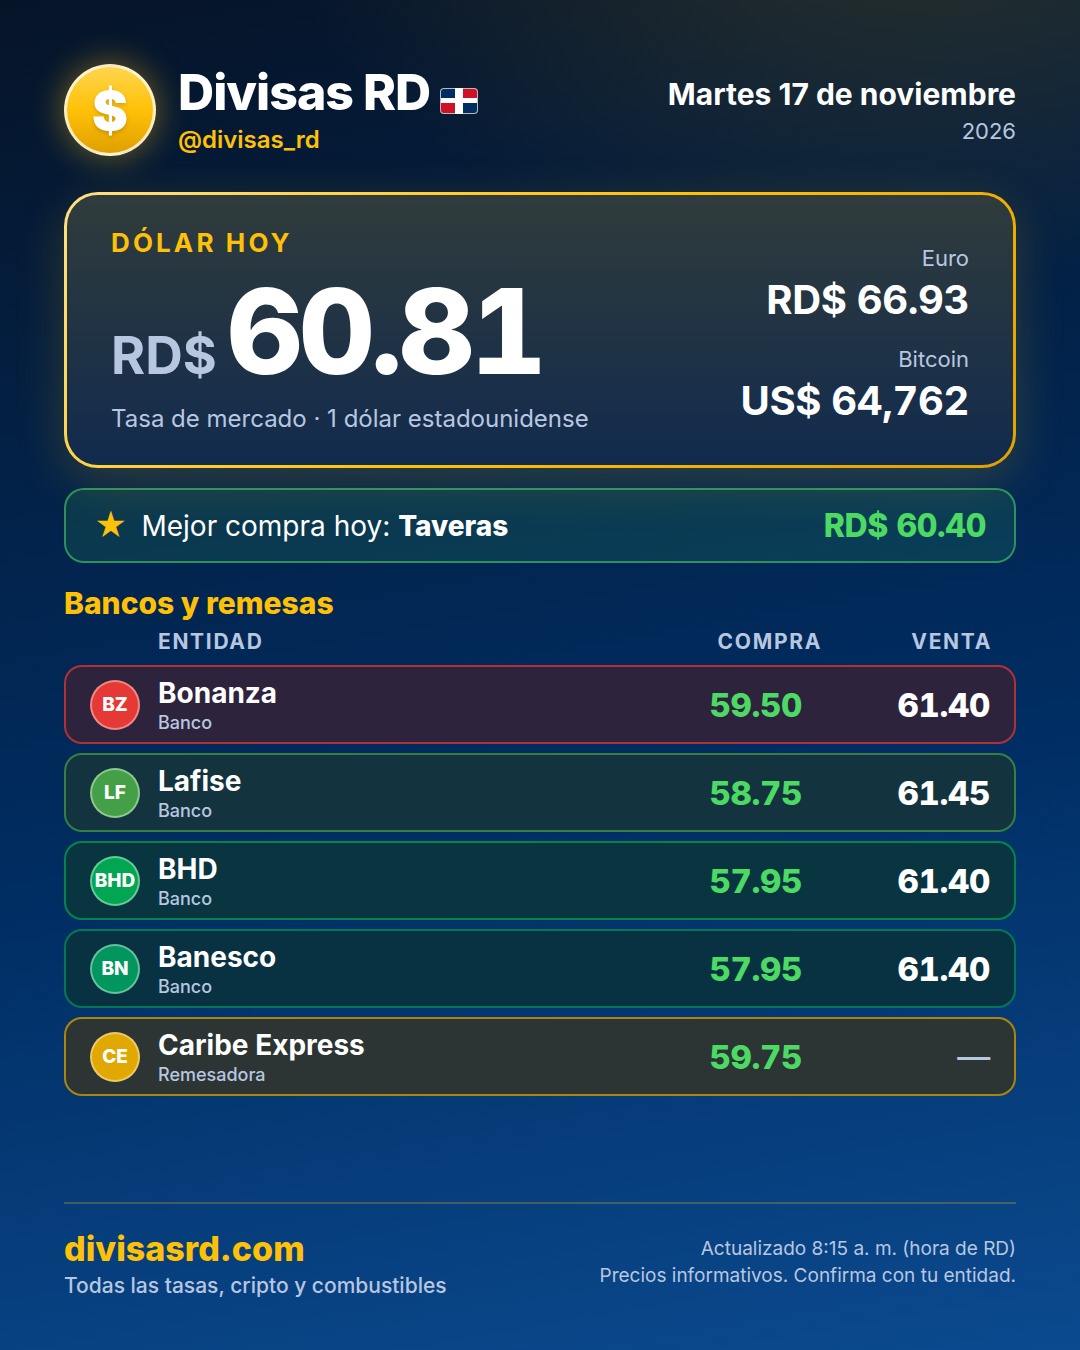 $
Divisas RD
@divisas_rd
Martes 17 de noviembre
2026
DÓLAR HOY
RD$ 60.81
Tasa de mercado · 1 dólar estadounidense
Euro
RD$ 66.93
Bitcoin
US$ 64,762
★ Mejor compra hoy: Taveras RD$ 60.40
Bancos y remesas
ENTIDAD COMPRA VENTA
BZ Bonanza 59.50 61.40
Banco
LF Lafise 58.75 61.45
Banco
BHD BHD 57.95 61.40
Banco
BN Banesco 57.95 61.40
Banco
CE Caribe Express 59.75 —
Remesadora
divisasrd.com
Todas las tasas, cripto y combustibles
Actualizado 8:15 a. m. (hora de RD)
Precios informativos. Confirma con tu entidad.